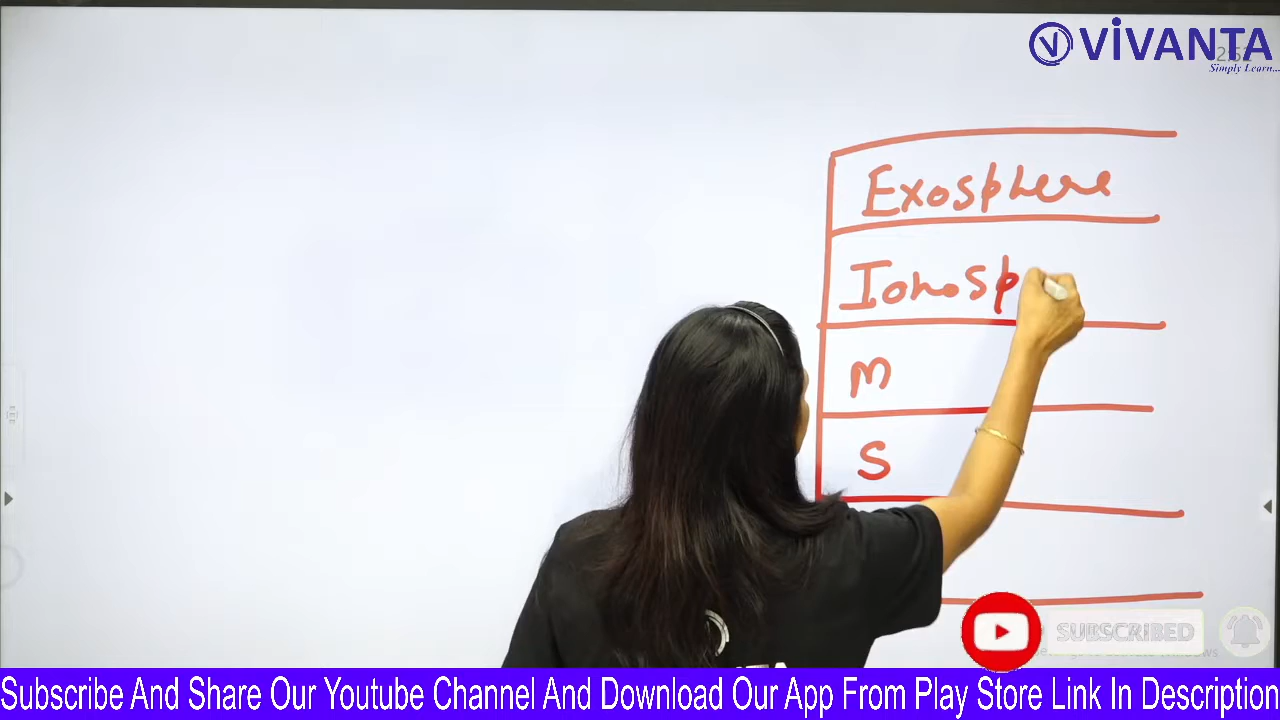 VIVANTA
Simply Learn...
Exosphere
Ionosp
M
S
SUBSCRIBED
Subscribe And Share Our Youtube Channel And Download Our App From Play Store Link In Description